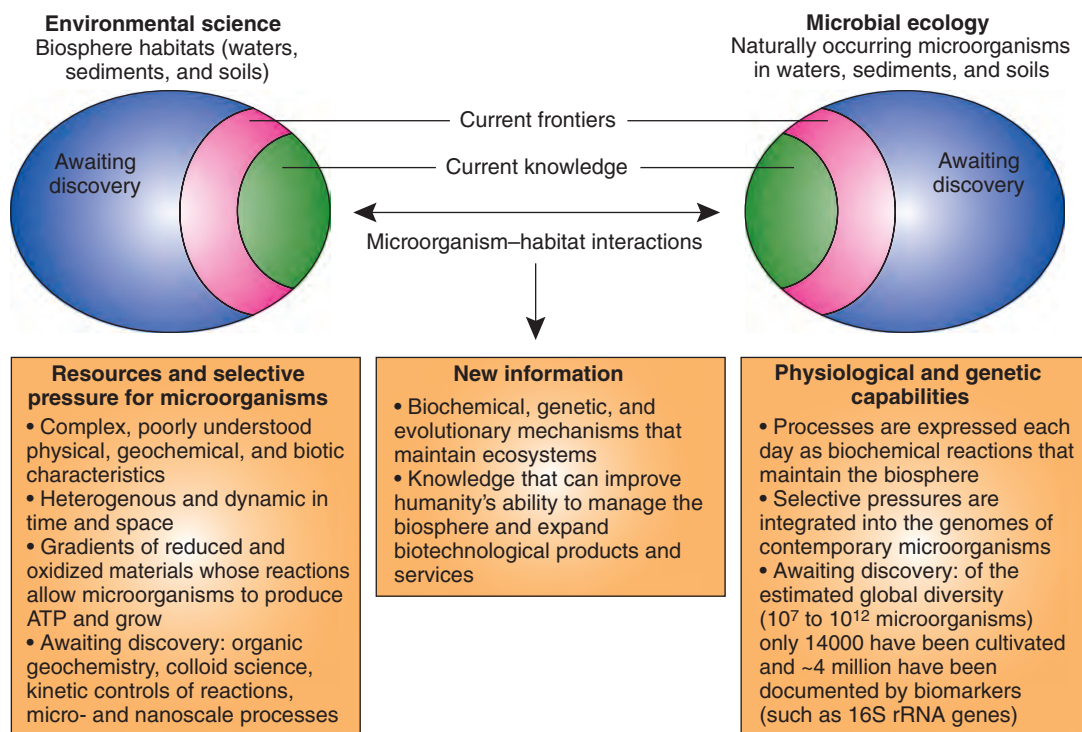 Environmental science
Biosphere habitats (waters,
sediments, and soils)
Microbial ecology
Naturally occurring microorganisms
in waters, sediments, and soils
Awaiting
discovery
Current frontiers
Current knowledge
Awaiting
discovery
Microorganism–habitat interactions
Resources and selective
pressure for microorganisms
• Complex, poorly understood
physical, geochemical, and biotic
characteristics
• Heterogenous and dynamic in
time and space
• Gradients of reduced and
oxidized materials whose reactions
allow microorganisms to produce
ATP and grow
• Awaiting discovery: organic
geochemistry, colloid science,
kinetic controls of reactions,
micro- and nanoscale processes
New information
• Biochemical, genetic, and
evolutionary mechanisms that
maintain ecosystems
• Knowledge that can improve
humanity’s ability to manage the
biosphere and expand
biotechnological products and
services
Physiological and genetic
capabilities
• Processes are expressed each
day as biochemical reactions that
maintain the biosphere
• Selective pressures are
integrated into the genomes of
contemporary microorganisms
• Awaiting discovery: of the
estimated global diversity
(10⁷ to 10¹² microorganisms)
only 14000 have been cultivated
and ~4 million have been
documented by biomarkers
(such as 16S rRNA genes)